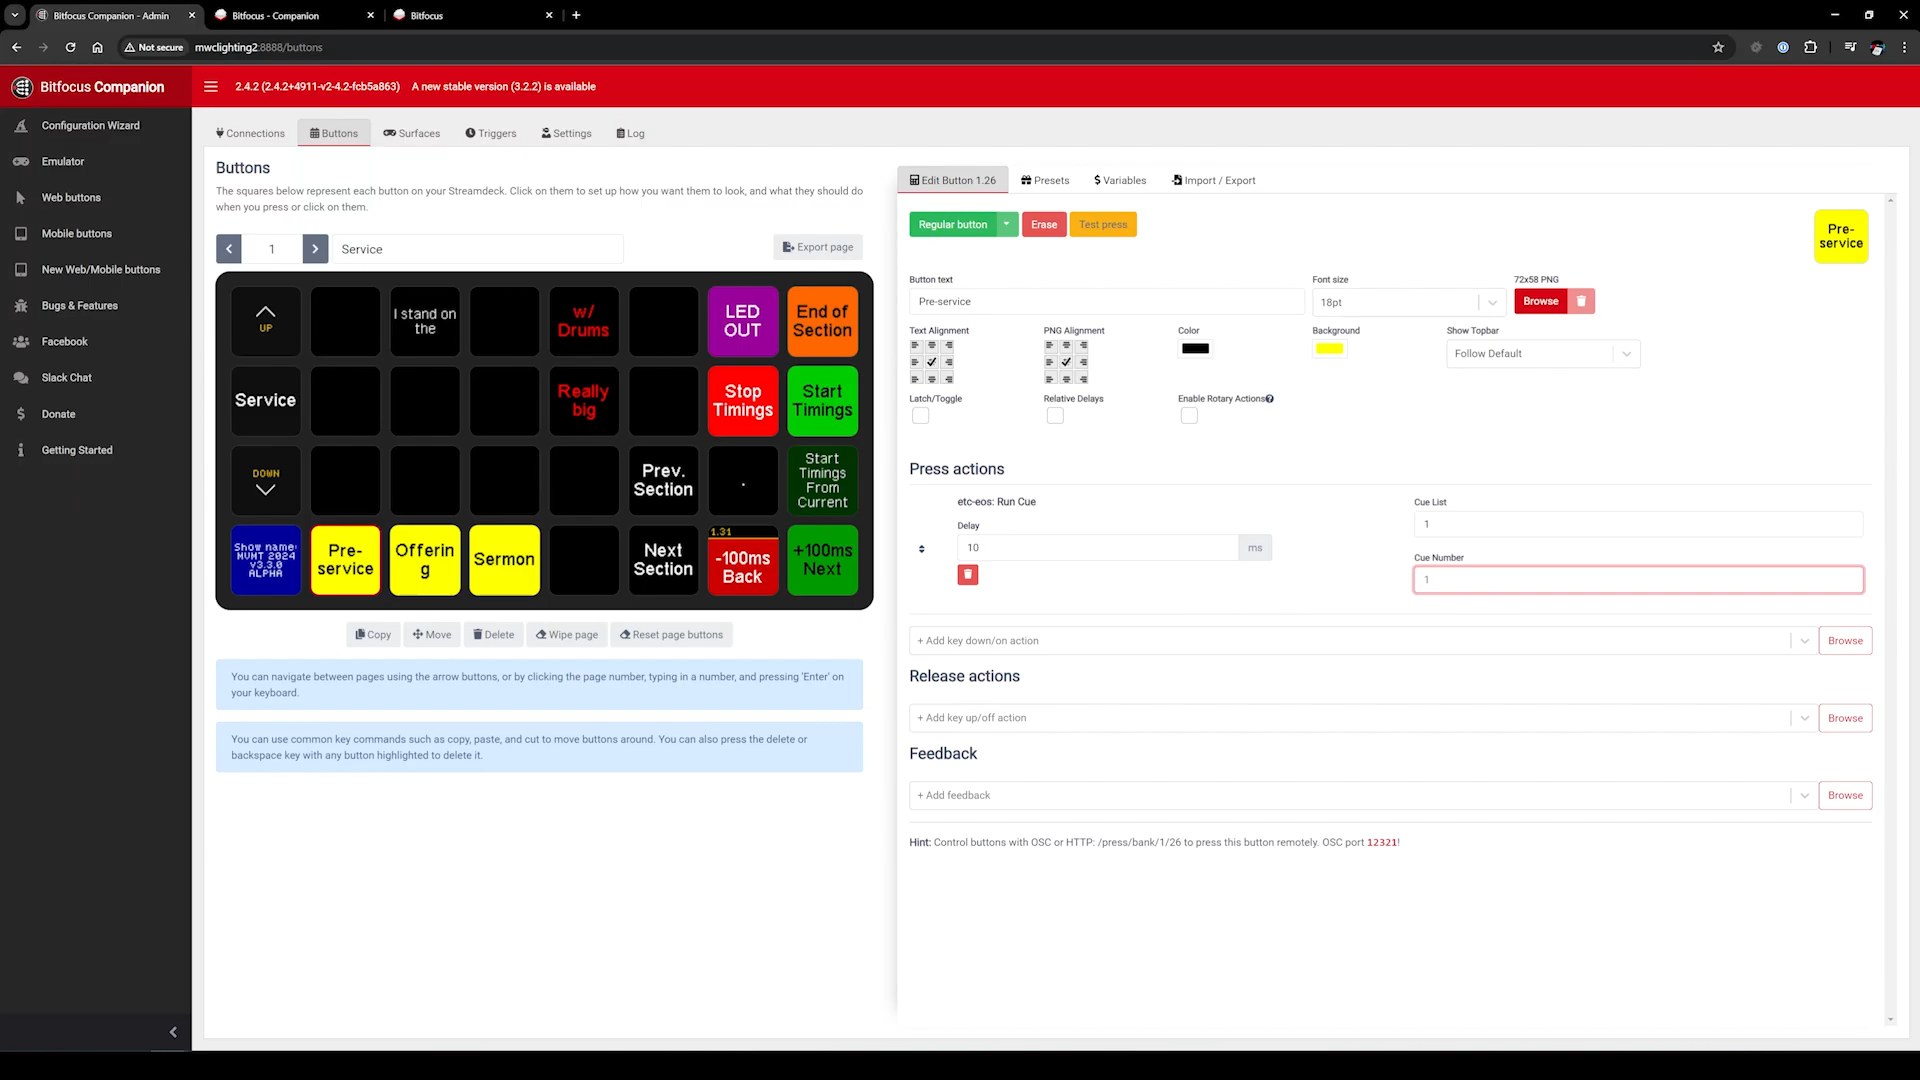 Bitfocus Companion - Admin
Bitfocus - Companion
Bitfocus
Not secure
mwclighting2:8888/buttons
Bitfocus Companion
2.4.2 (2.4.2+4911-v2-4.2-fcb5a863)
A new stable version (3.2.2) is available
Configuration Wizard
Emulator
Web buttons
Mobile buttons
New Web/Mobile buttons
Bugs & Features
Facebook
Slack Chat
Donate
Getting Started
Connections
Buttons
Surfaces
Triggers
Settings
Log
Buttons
The squares below represent each button on your Streamdeck. Click on them to set up how you want them to look, and what they should do
when you press or click on them.
1
Service
Export page
UP
I stand on
the
w/
Drums
LED
OUT
End of
Section
Service
Really
big
Stop
Timings
Start
Timings
DOWN
Prev.
Section
.
Start
Timings
From
Current
Show name:
MVMT 2024
v3.3.0
ALPHA
Pre-
service
Offerin
g
Sermon
Next
Section
1.31
-100ms
Back
+100ms
Next
Copy
Move
Delete
Wipe page
Reset page buttons
You can navigate between pages using the arrow buttons, or by clicking the page number, typing in a number, and pressing 'Enter' on
your keyboard.
You can use common key commands such as copy, paste, and cut to move buttons around. You can also press the delete or
backspace key with any button highlighted to delete it.
Edit Button 1.26
Presets
Variables
Import / Export
Regular button
Erase
Test press
Pre-
service
Button text
Font size
72x58 PNG
Pre-service
18pt
Browse
Text Alignment
PNG Alignment
Color
Background
Show Topbar
Follow Default
Latch/Toggle
Relative Delays
Enable Rotary Actions
Press actions
etc-eos: Run Cue
Delay
10
ms
Cue List
1
Cue Number
1
+ Add key down/on action
Browse
Release actions
+ Add key up/off action
Browse
Feedback
+ Add feedback
Browse
Hint: Control buttons with OSC or HTTP: /press/bank/1/26 to press this button remotely. OSC port 12321!